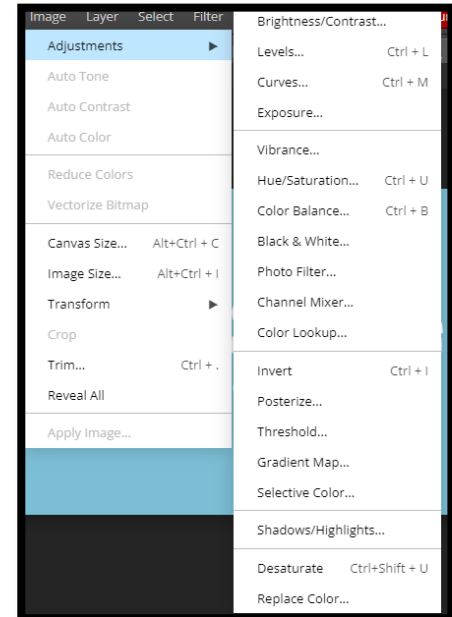 Image Layer Select Filter
Adjustments ▶
Auto Tone
Auto Contrast
Auto Color
Reduce Colors
Vectorize Bitmap
Canvas Size... Alt+Ctrl + C
Image Size... Alt+Ctrl + I
Transform ▶
Crop
Trim... Ctrl + .
Reveal All
Apply Image...
Brightness/Contrast...
Levels... Ctrl + L
Curves... Ctrl + M
Exposure...
Vibrance...
Hue/Saturation... Ctrl + U
Color Balance... Ctrl + B
Black & White...
Photo Filter...
Channel Mixer...
Color Lookup...
Invert Ctrl + I
Posterize...
Threshold...
Gradient Map...
Selective Color...
Shadows/Highlights...
Desaturate Ctrl+Shift + U
Replace Color...